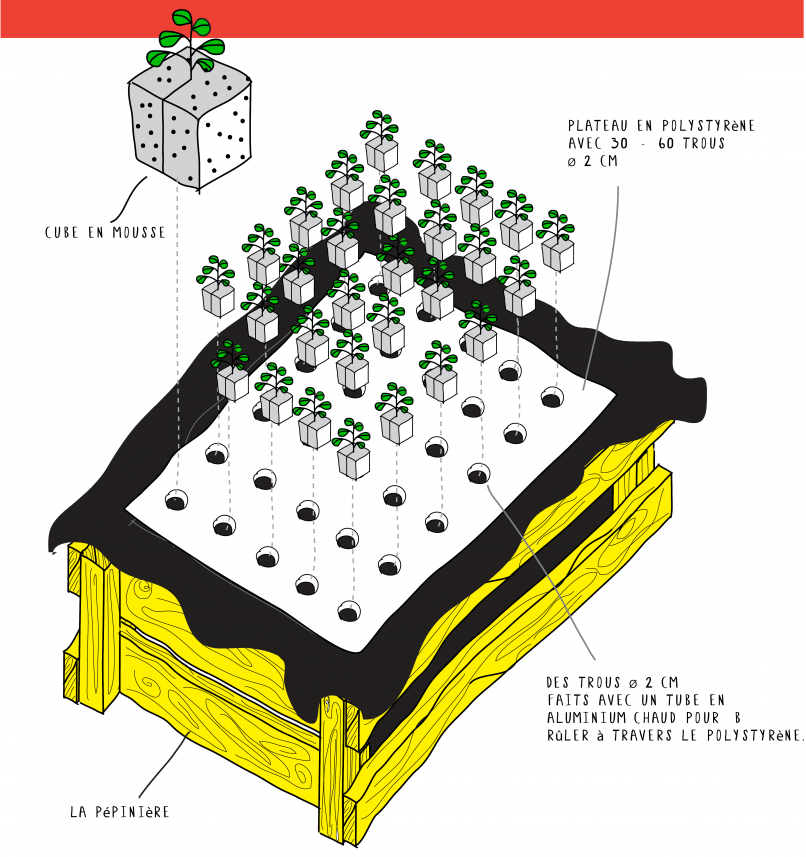 PLATEAU EN POLYSTYRèNE
AVEC 30 - 60 TROUS
ø 2 CM
CUBE EN MOUSSE
DES TROUS ø 2 CM
FAITS AVEC UN TUBE EN
ALUMINIUM CHAUD POUR B
RûLER à TRAVERS LE POLYSTYRèNE.
LA PéPINIèRE